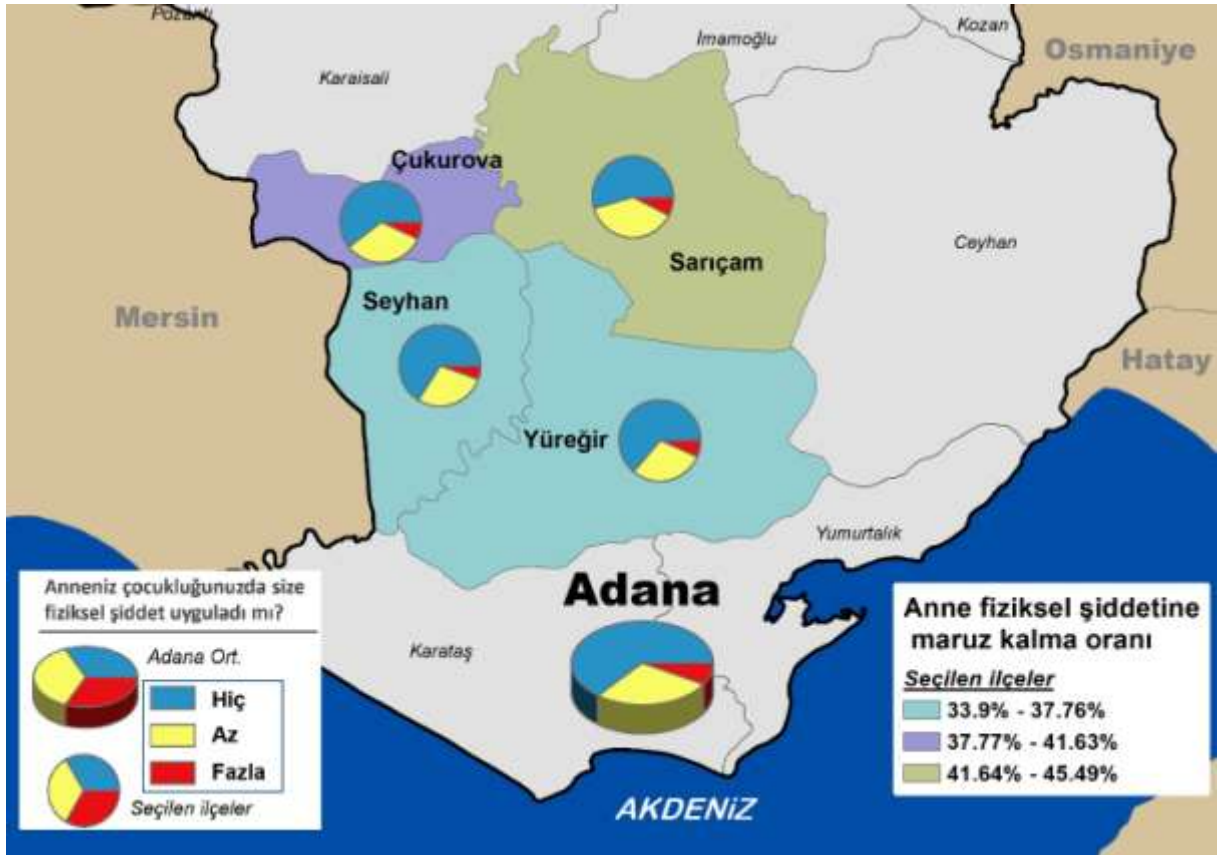 Pozantı
İmamoğlu
Kozan
Osmaniye
Karaisali
Çukurova
Sarıçam
Ceyhan
Mersin
Seyhan
Hatay
Yüreğir
Yumurtalık
Adana
Karataş
AKDENiZ
Anneniz çocukluğunuzda size
fiziksel şiddet uyguladı mı?
Adana Ort.
Hiç
Az
Fazla
Seçilen ilçeler
Anne fiziksel şiddetine
maruz kalma oranı
Seçilen ilçeler
33.9% - 37.76%
37.77% - 41.63%
41.64% - 45.49%